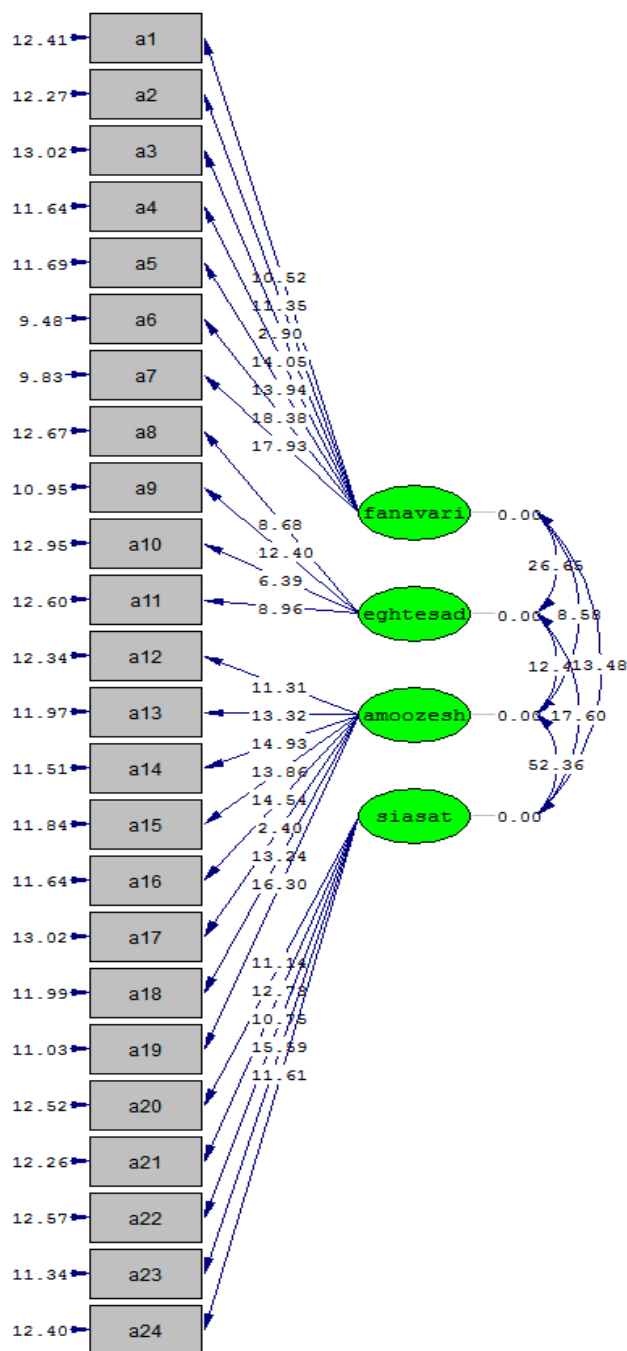 12.41 a1
12.27 a2
13.02 a3
11.64 a4
11.69 a5
10.52
9.48 a6
11.35
2.90
9.83 a7
14.05
13.94
12.67 a8
18.38
17.93
10.95 a9
fanavari 0.00
8.68
12.95 a10
12.40
26.65
6.39
12.60 a11
8.96
eghtesad 0.00 8.58
12.34 a12
12.4 13.48
11.31
11.97 a13
13.32
amoozesh 0.00 17.60
14.93
11.51 a14
13.86
52.36
14.54
11.84 a15
2.40
siasat 0.00
13.24
11.64 a16
16.30
13.02 a17
11.14
11.99 a18
12.73
10.75
11.03 a19
15.59
11.61
12.52 a20
12.26 a21
12.57 a22
11.34 a23
12.40 a24